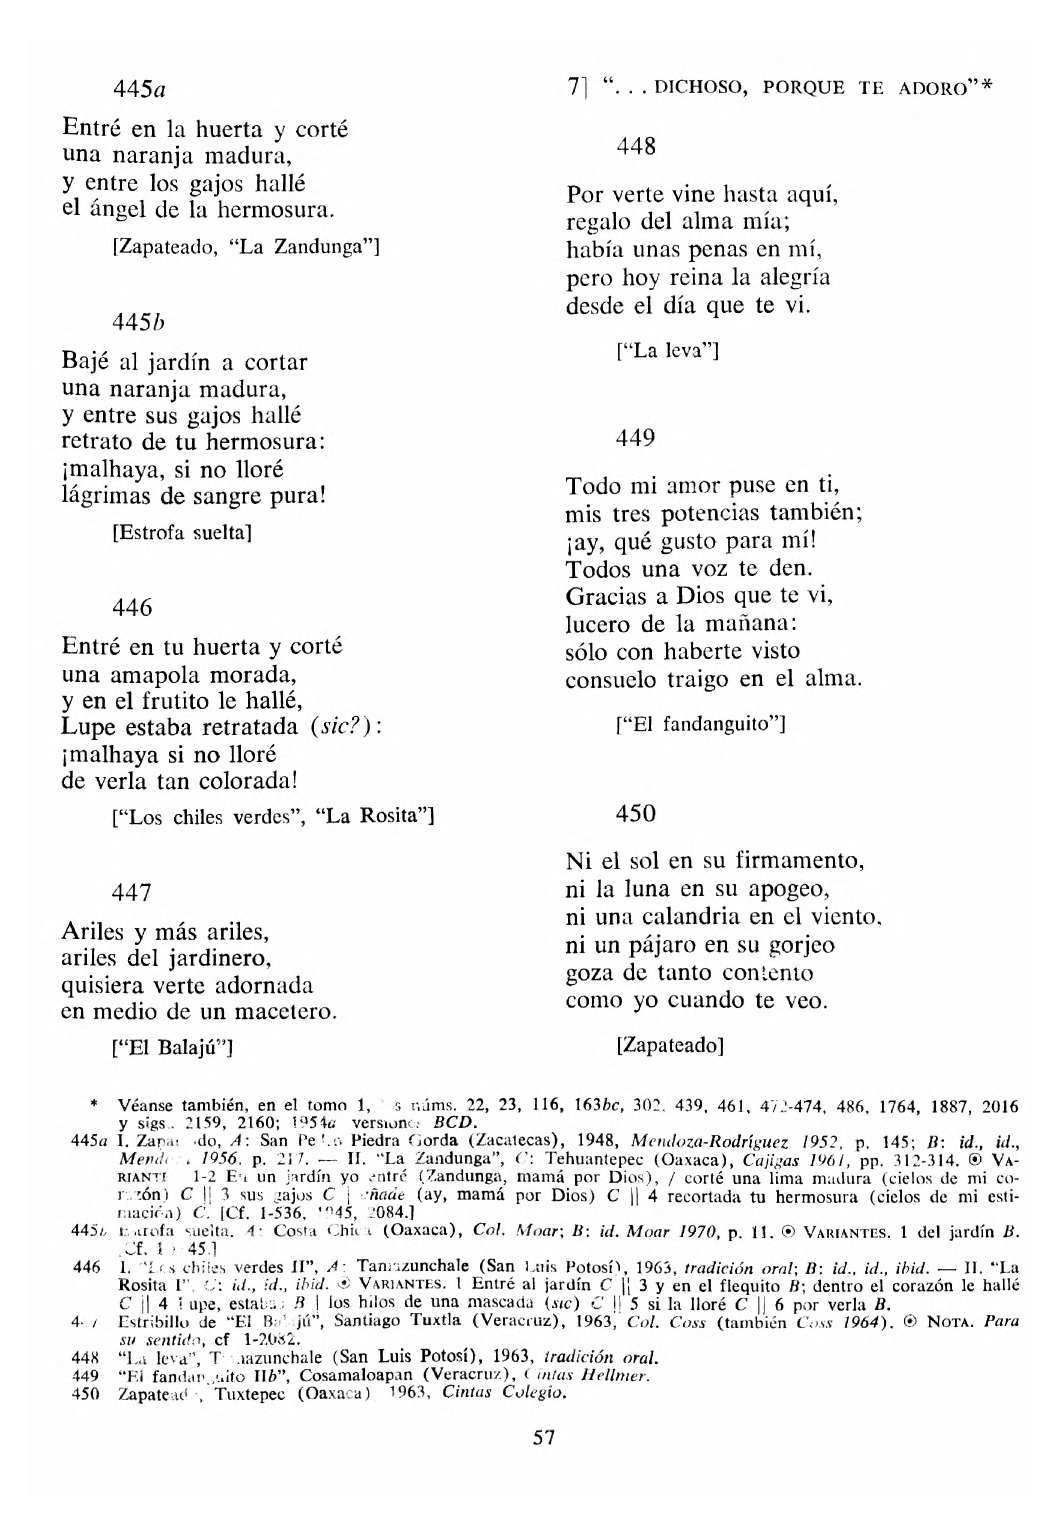 445a
Entré en la huerta y corté
una naranja madura,
y entre los gajos hallé
el ángel de la hermosura.
[Zapateado, “La Zandunga”]
445b
Bajé al jardín a cortar
una naranja madura,
y entre sus gajos hallé
retrato de tu hermosura:
¡malhaya, si no lloré
lágrimas de sangre pura!
[Estrofa suelta]
446
Entré en tu huerta y corté
una amapola morada,
y en el frutito le hallé,
Lupe estaba retratada (sic?):
¡malhaya si no lloré
de verla tan colorada!
[“Los chiles verdes”, “La Rosita”]
447
Ariles y más ariles,
ariles del jardinero,
quisiera verte adornada
en medio de un macetero.
[“El Balajú”]
7] “. . . DICHOSO, PORQUE TE ADORO”*
448
Por verte vine hasta aquí,
regalo del alma mía;
había unas penas en mí,
pero hoy reina la alegría
desde el día que te vi.
[“La leva”]
449
Todo mi amor puse en ti,
mis tres potencias también;
¡ay, qué gusto para mí!
Todos una voz te den.
Gracias a Dios que te vi,
lucero de la mañana:
sólo con haberte visto
consuelo traigo en el alma.
[“El fandanguito”]
450
Ni el sol en su firmamento,
ni la luna en su apogeo,
ni una calandria en el viento,
ni un pájaro en su gorjeo
goza de tanto contento
como yo cuando te veo.
[Zapateado]
* Véanse también, en el tomo 1, núms. 22, 23, 116, 163bc, 302, 439, 461, 472-474, 486, 1764, 1887, 2016
y sigs., 2159, 2160; 1954a versiones BCD.
445a I. A: San Piedra Gorda (Zacatecas), 1948, Mendoza-Rodríguez 1952, p. 145; B: id., id.,
1956, p. 217. — II. “La Zandunga”, C: Tehuantepec (Oaxaca), Cajigas 1961, pp. 312-314. ® VA-
RIANTES 1-2 En un jardín yo entré (Zandunga, mamá por Dios), / corté una lima madura (cielos de mi co-
razón) C || 3 sus gajos C | añade (ay, mamá por Dios) C || 4 recortada tu hermosura (cielos de mi esti-
mación) C. [Cf. 1-536, 2084.]
445b Estrofa suelta. A: Costa Chica (Oaxaca), Col. Moar; B: id. Moar 1970, p. 11. ® VARIANTES. 1 del jardín B.
446 I. “Los chiles verdes II”, A: Tamazunchale (San Luis Potosí), 1963, tradición oral; B: id., id., ibid. — II. “La
Rosita I”, C: id., id., ibid. ® VARIANTES. 1 Entré al jardín C || 3 y en el flequito B; dentro el corazón le hallé
C || 4 Lupe, estaba B | los hilos de una mascada (sic) C || 5 si la lloré C || 6 por verla B.
Estribillo de “El Balajú”, Santiago Tuxtla (Veracruz), 1963, Col. Coss (también Coss 1964). ® NOTA. Para
su sentido, cf 1-2082.
448 “La leva”, Tamazunchale (San Luis Potosí), 1963, tradición oral.
449 “El fandanguito IIb”, Cosamaloapan (Veracruz), Cintas Hellmer.
450 Zapateado, Tuxtepec (Oaxaca) 1963, Cintas Colegio.
57